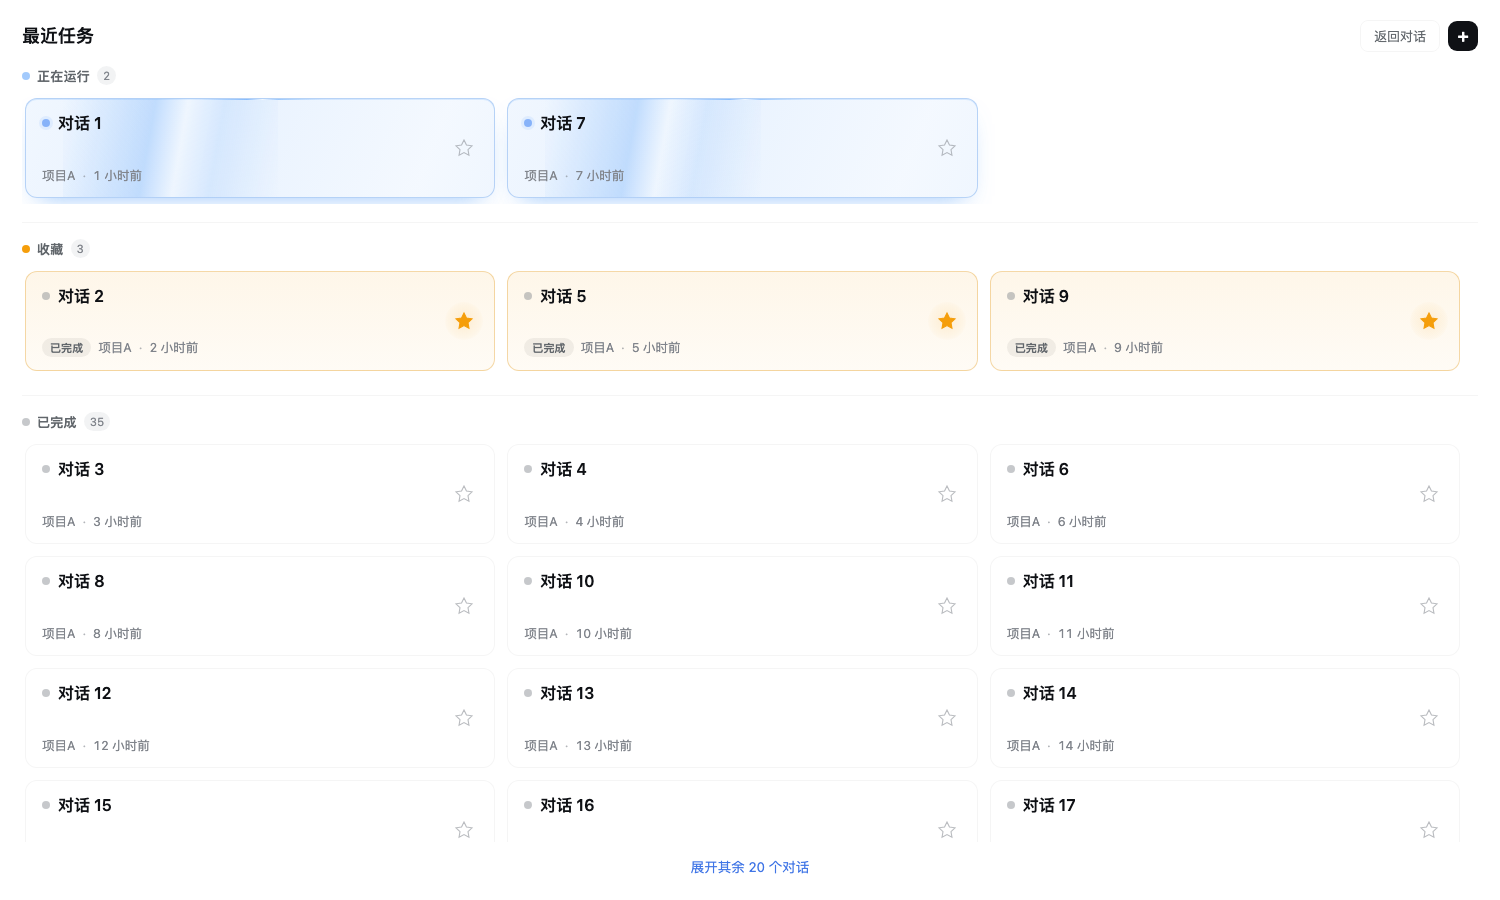 最近任务
返回对话
+
正在运行 2
对话 1
项目A · 1 小时前
对话 7
项目A · 7 小时前
收藏 3
对话 2
已完成 项目A · 2 小时前
对话 5
已完成 项目A · 5 小时前
对话 9
已完成 项目A · 9 小时前
已完成 35
对话 3
项目A · 3 小时前
对话 4
项目A · 4 小时前
对话 6
项目A · 6 小时前
对话 8
项目A · 8 小时前
对话 10
项目A · 10 小时前
对话 11
项目A · 11 小时前
对话 12
项目A · 12 小时前
对话 13
项目A · 13 小时前
对话 14
项目A · 14 小时前
对话 15
对话 16
对话 17
展开其余 20 个对话